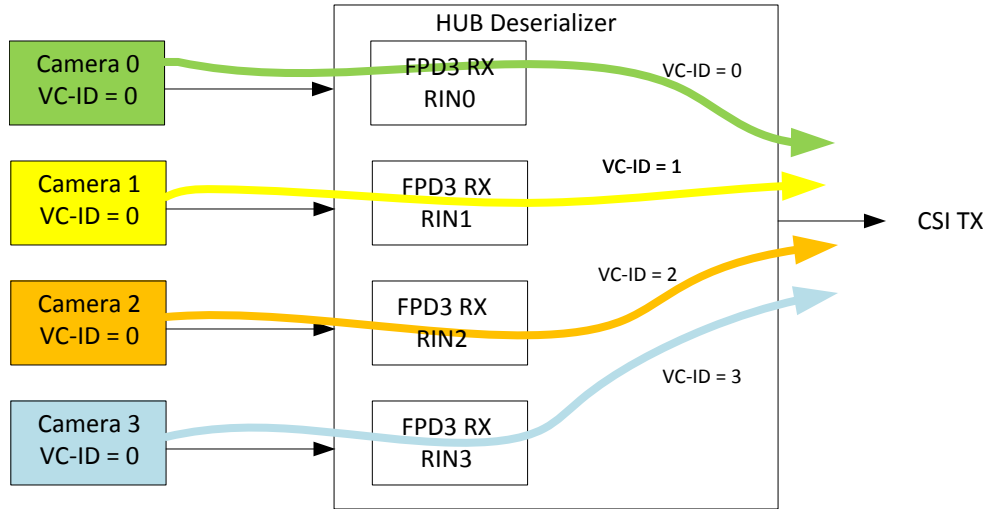 HUB Deserializer
Camera 0
VC-ID = 0
FPD3 RX
RIN0
VC-ID = 0
Camera 1
VC-ID = 0
FPD3 RX
RIN1
VC-ID = 1
CSI TX
Camera 2
VC-ID = 0
FPD3 RX
RIN2
VC-ID = 2
Camera 3
VC-ID = 0
FPD3 RX
RIN3
VC-ID = 3